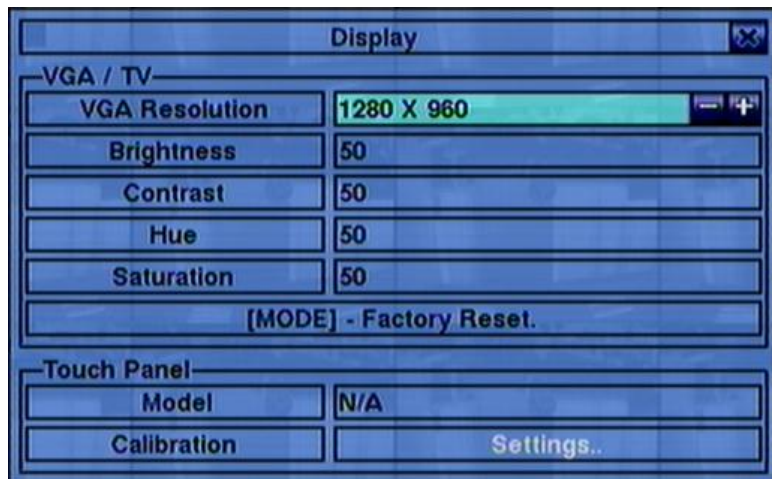 Display
VGA / TV
VGA Resolution 1280 X 960
Brightness 50
Contrast 50
Hue 50
Saturation 50
[MODE] - Factory Reset.
Touch Panel
Model N/A
Calibration Settings..